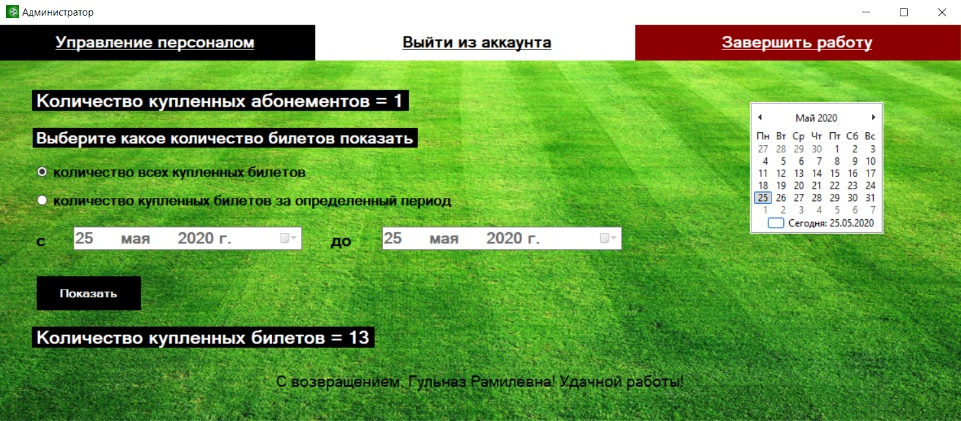 Администратор
Управление персоналом
Выйти из аккаунта
Завершить работу
Количество купленных абонементов = 1
Выберите какое количество билетов показать
количество всех купленных билетов
количество купленных билетов за определенный период
с 25 мая 2020 г. до 25 мая 2020 г.
Показать
Количество купленных билетов = 13
С возвращением, Гульназ Рамилевна! Удачной работы!
Май 2020
Пн Вт Ср Чт Пт Сб Вс
27 28 29 30 1 2 3
4 5 6 7 8 9 10
11 12 13 14 15 16 17
18 19 20 21 22 23 24
25 26 27 28 29 30 31
1 2 3 4 5 6 7
Сегодня: 25.05.2020